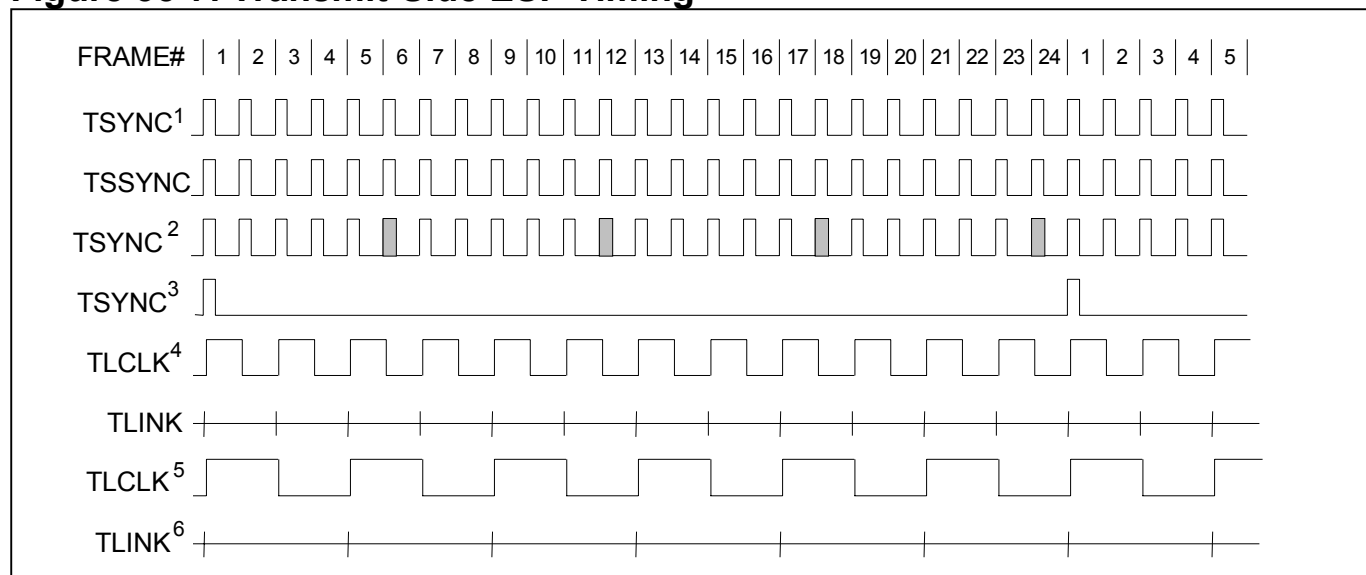 FRAME# 1 2 3 4 5 6 7 8 9 10 11 12 13 14 15 16 17 18 19 20 21 22 23 24 1 2 3 4 5
TSYNC1
TSSYNC
TSYNC2
TSYNC3
TLCLK4
TLINK
TLCLK5
TLINK6